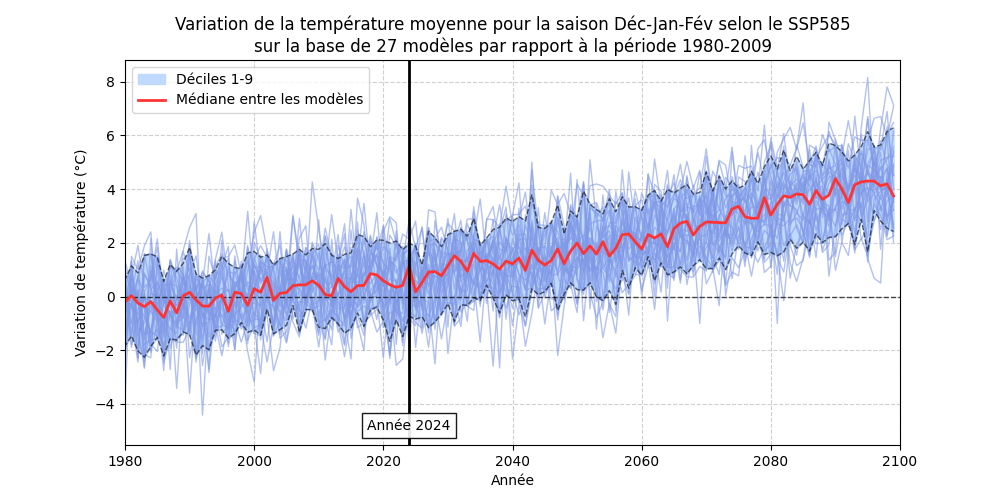 Variation de la température moyenne pour la saison Déc-Jan-Fév selon le SSP585
sur la base de 27 modèles par rapport à la période 1980-2009
Déciles 1-9
Médiane entre les modèles
Variation de température (°C)
8
6
4
2
0
−2
−4
Année 2024
1980
2000
2020
2040
2060
2080
2100
Année